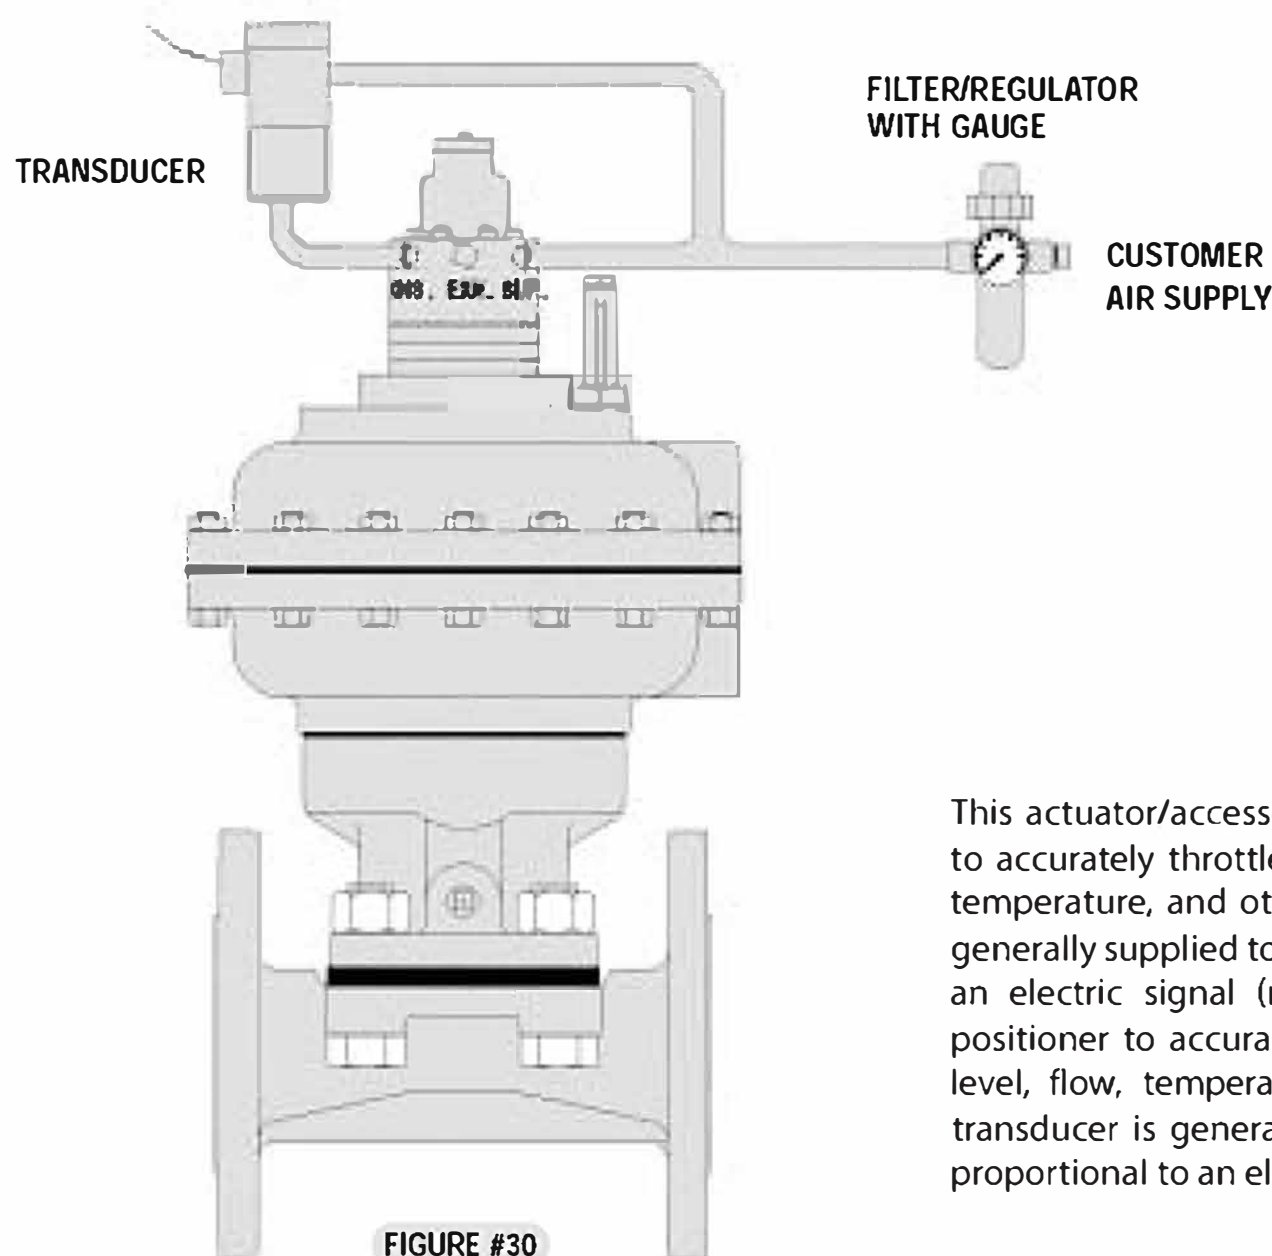 TRANSDUCER
FILTER/REGULATOR
WITH GAUGE
CUSTOMER
AIR SUPPLY
This actuator/access
to accurately throttle
temperature, and ot
generally supplied to
an electric signal (
positioner to accura
level, flow, tempera
transducer is genera
proportional to an el
FIGURE #30